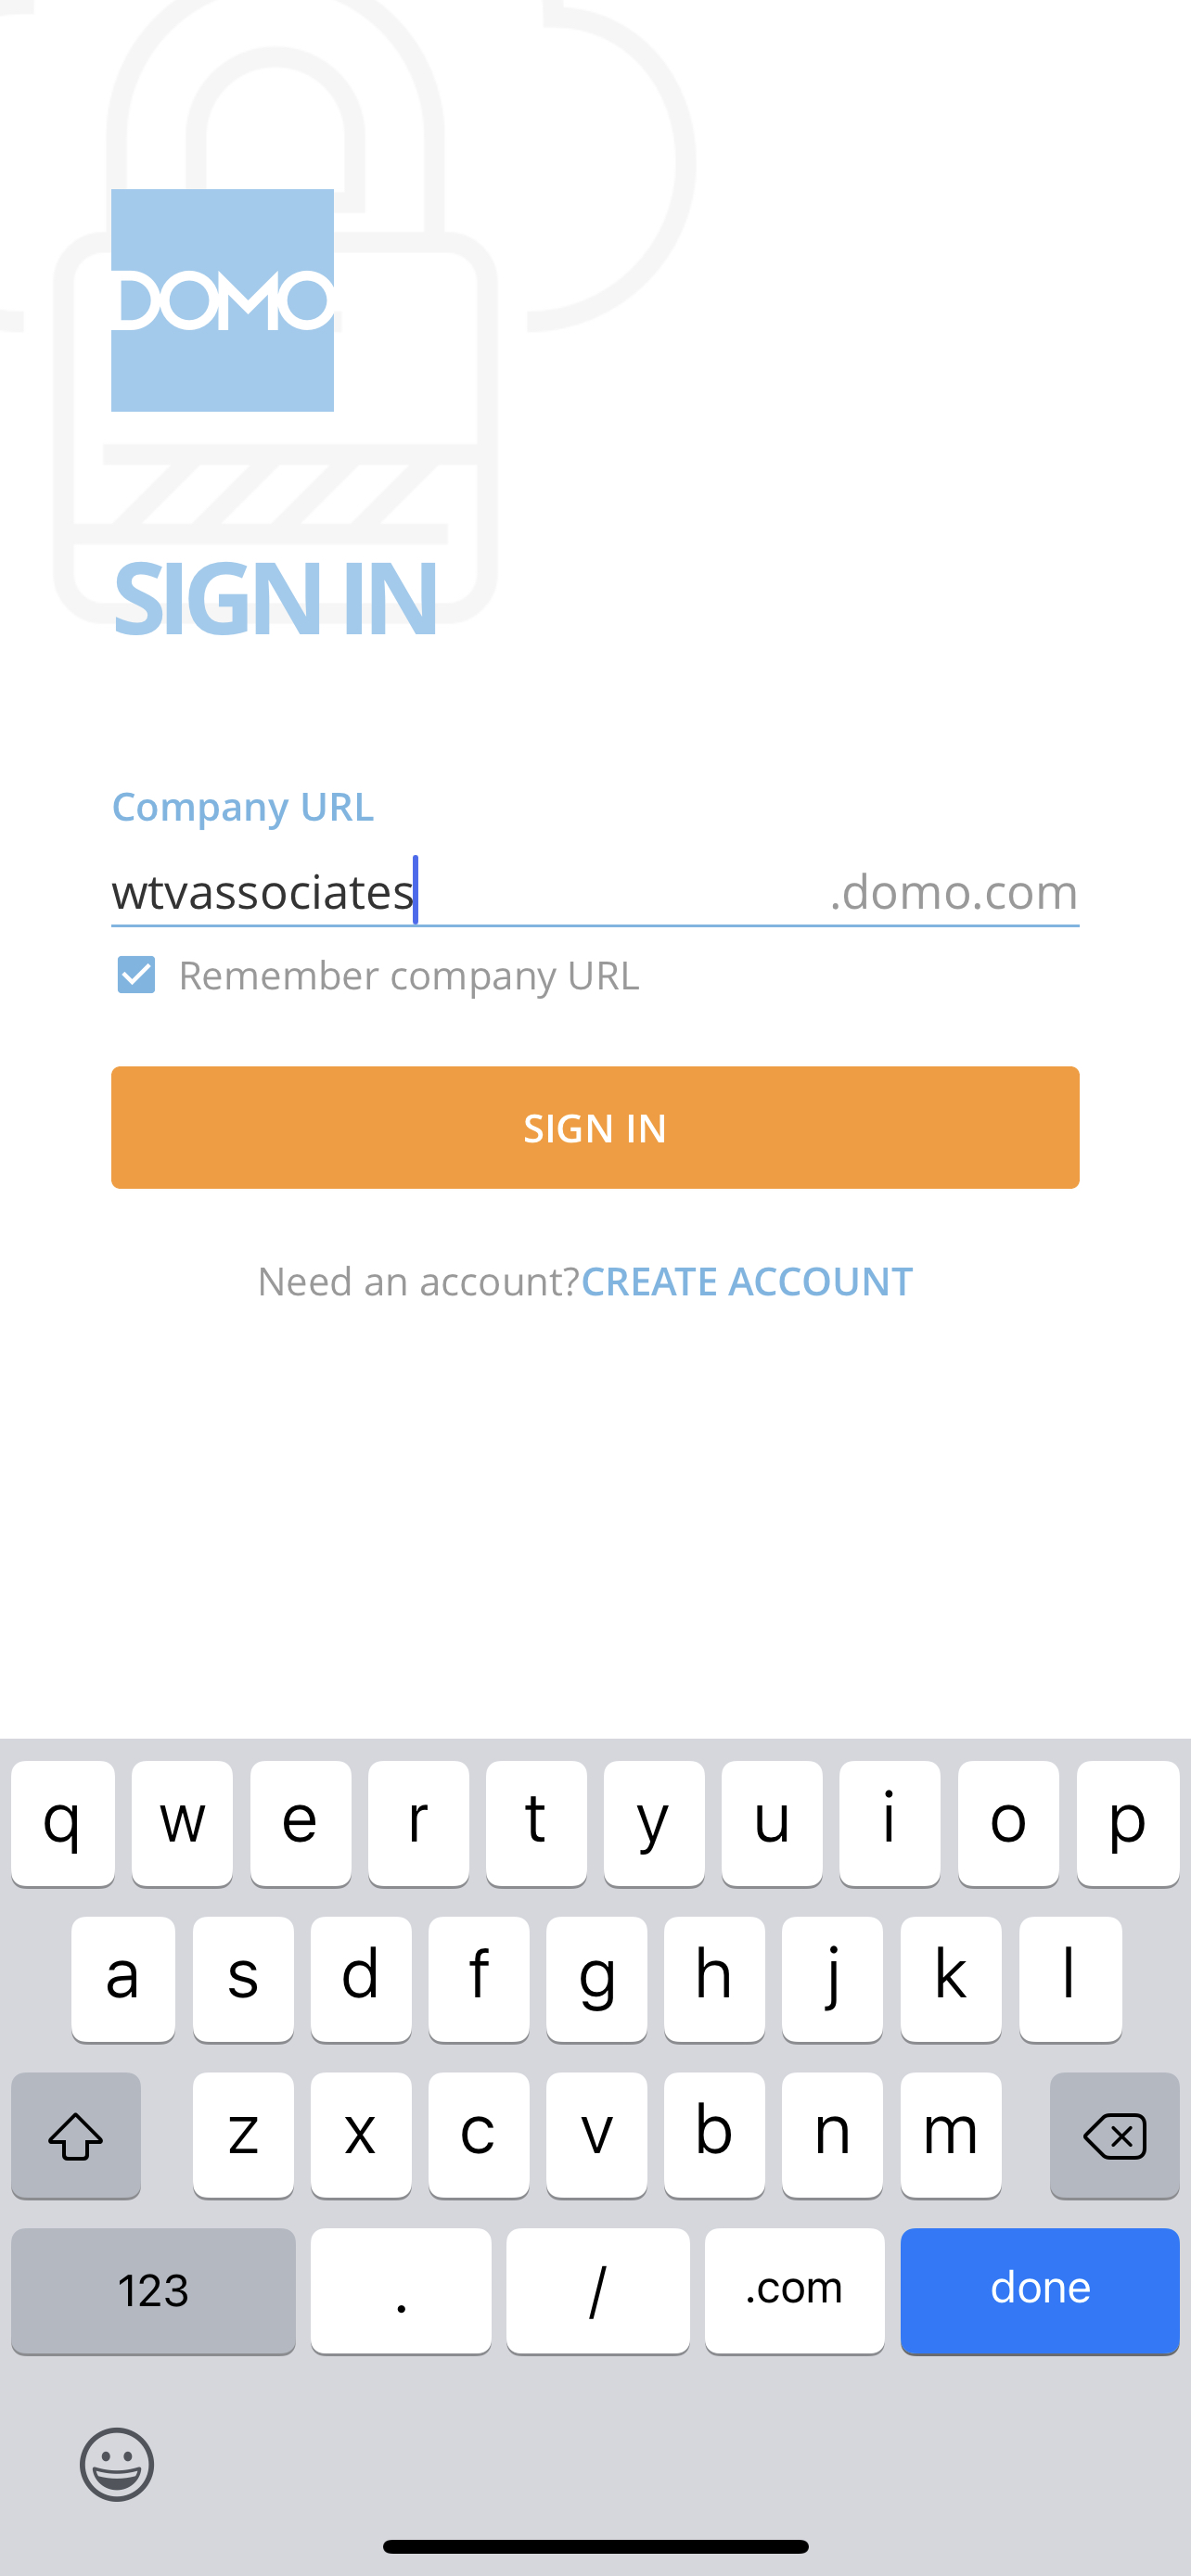 DOMO
SIGN IN
Company URL
wtvassociates .domo.com
Remember company URL
SIGN IN
Need an account?CREATE ACCOUNT
q w e r t y u i o p
a s d f g h j k l
z x c v b n m
123 . / .com done